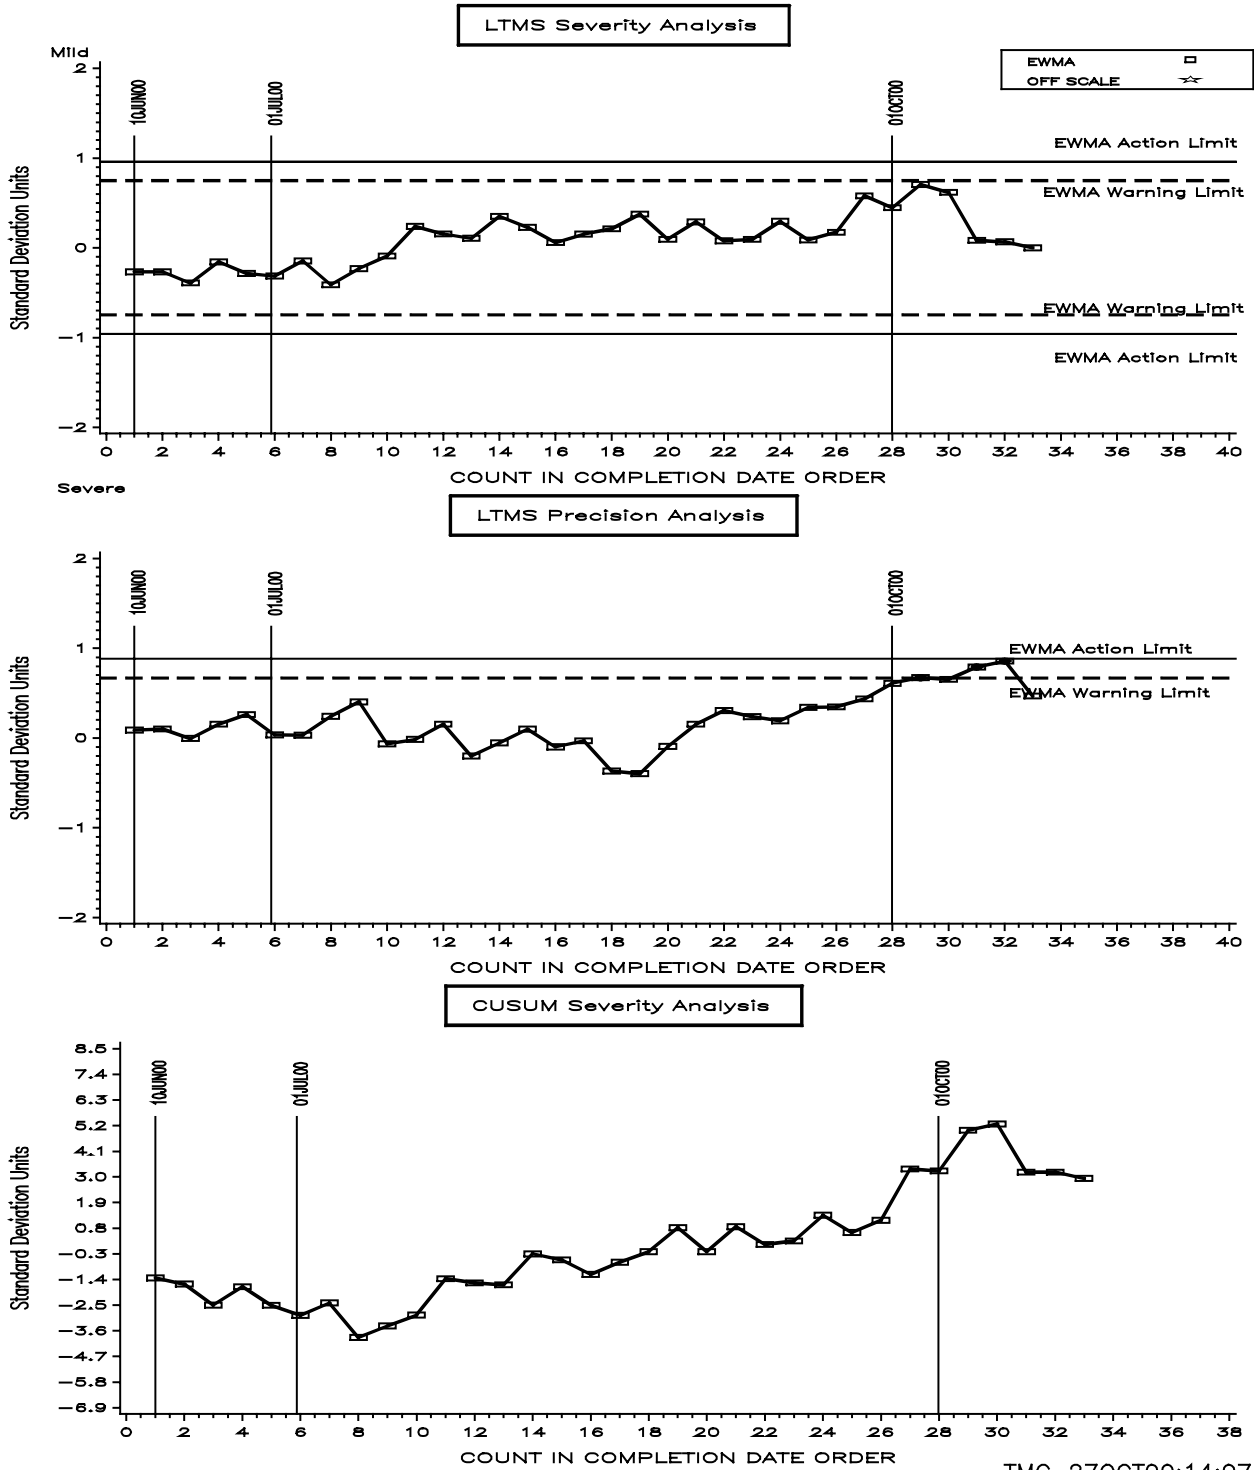 LTMS Severity Analysis
Mild
EWMA
OFF SCALE
10JUN00 01JUL00 01OCT00
2
1
0
-1
-2
Standard Deviation Units
EWMA Action Limit
EWMA Warning Limit
EWMA Warning Limit
EWMA Action Limit
0 2 4 6 8 10 12 14 16 18 20 22 24 26 28 30 32 34 36 38 40
COUNT IN COMPLETION DATE ORDER
Severe
LTMS Precision Analysis
10JUN00 01JUL00 01OCT00
2
1
0
-1
-2
Standard Deviation Units
EWMA Action Limit
EWMA Warning Limit
0 2 4 6 8 10 12 14 16 18 20 22 24 26 28 30 32 34 36 38 40
COUNT IN COMPLETION DATE ORDER
CUSUM Severity Analysis
10JUN00 01JUL00 01OCT00
8.5
7.4
6.3
5.2
4.1
3.0
1.9
0.8
-0.3
-1.4
-2.5
-3.6
-4.7
-5.8
-6.9
Standard Deviation Units
0 2 4 6 8 10 12 14 16 18 20 22 24 26 28 30 32 34 36 38
COUNT IN COMPLETION DATE ORDER